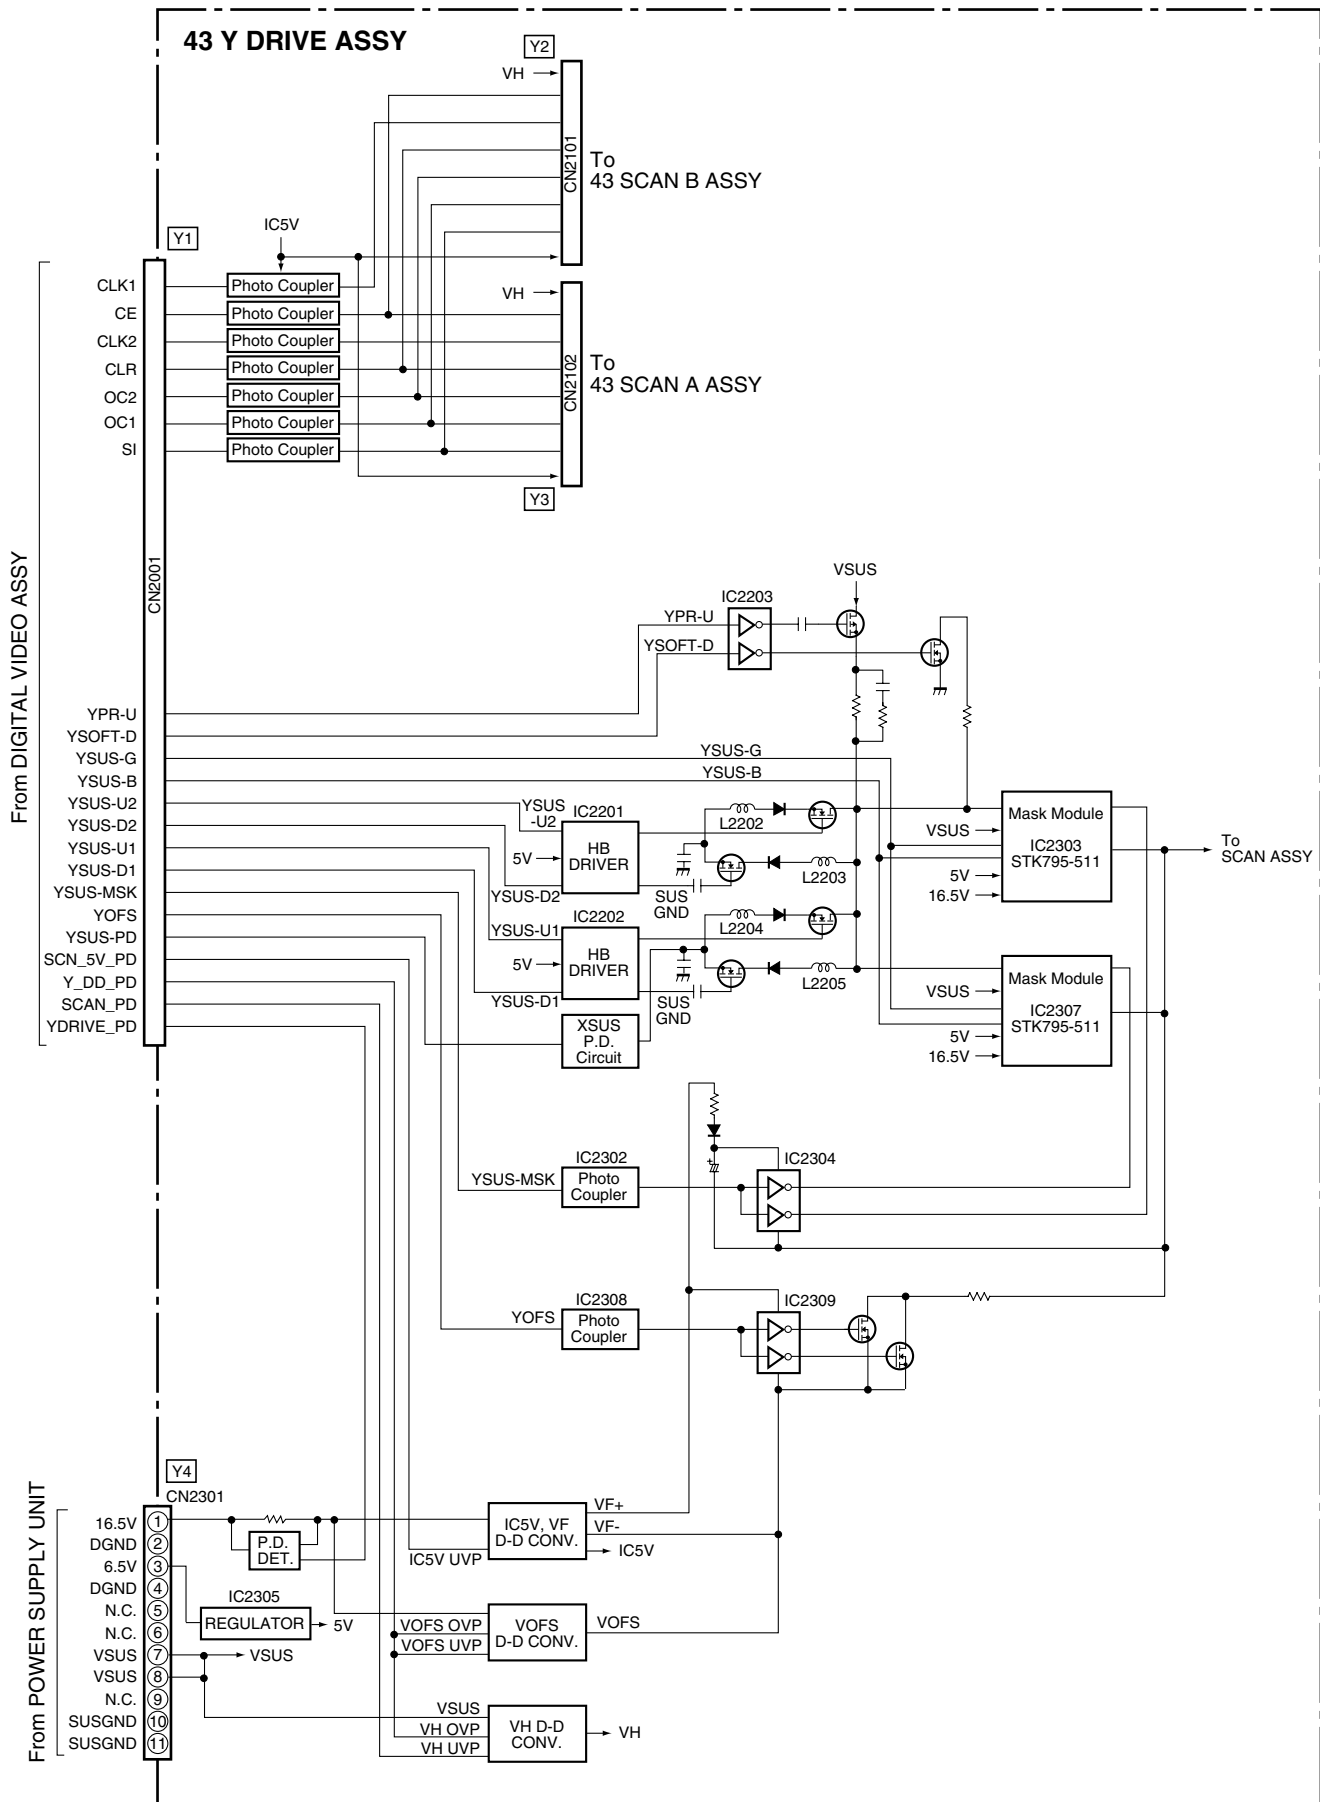 43 Y DRIVE ASSY
Y2
VH
CN2101
To
43 SCAN B ASSY
IC5V
Y1
CLK1
Photo Coupler
CE
Photo Coupler
CLK2
Photo Coupler
CLR
Photo Coupler
OC2
Photo Coupler
OC1
Photo Coupler
SI
Photo Coupler
VH
CN2102
To
43 SCAN A ASSY
Y3
From DIGITAL VIDEO ASSY
CN2001
VSUS
IC2203
YPR-U
YSOFT-D
YPR-U
YSOFT-D
YSUS-G
YSUS-B
YSUS-U2
YSUS-D2
YSUS-U1
YSUS-D1
YSUS-MSK
YOFS
YSUS-PD
SCN_5V_PD
Y_DD_PD
SCAN_PD
YDRIVE_PD
YSUS-G
YSUS-B
YSUS
-U2
IC2201
HB
DRIVER
5V
YSUS-D2
L2202
L2203
SUS
GND
IC2202
YSUS-U1
HB
DRIVER
5V
YSUS-D1
L2204
L2205
SUS
GND
XSUS
P.D.
Circuit
Mask Module
VSUS
IC2303
STK795-511
5V
16.5V
To
SCAN ASSY
Mask Module
VSUS
IC2307
STK795-511
5V
16.5V
IC2302
YSUS-MSK
Photo
Coupler
+
IC2304
IC2308
YOFS
Photo
Coupler
IC2309
Y4
CN2301
From POWER SUPPLY UNIT
16.5V 1
DGND 2
6.5V 3
DGND 4
N.C. 5
N.C. 6
VSUS 7
VSUS 8
N.C. 9
SUSGND 10
SUSGND 11
P.D.
DET.
IC2305
REGULATOR
5V
VSUS
IC5V UVP
IC5V, VF
D-D CONV.
VF+
VF-
IC5V
VOFS OVP
VOFS UVP
VOFS
D-D CONV.
VOFS
VSUS
VH OVP
VH UVP
VH D-D
CONV.
VH